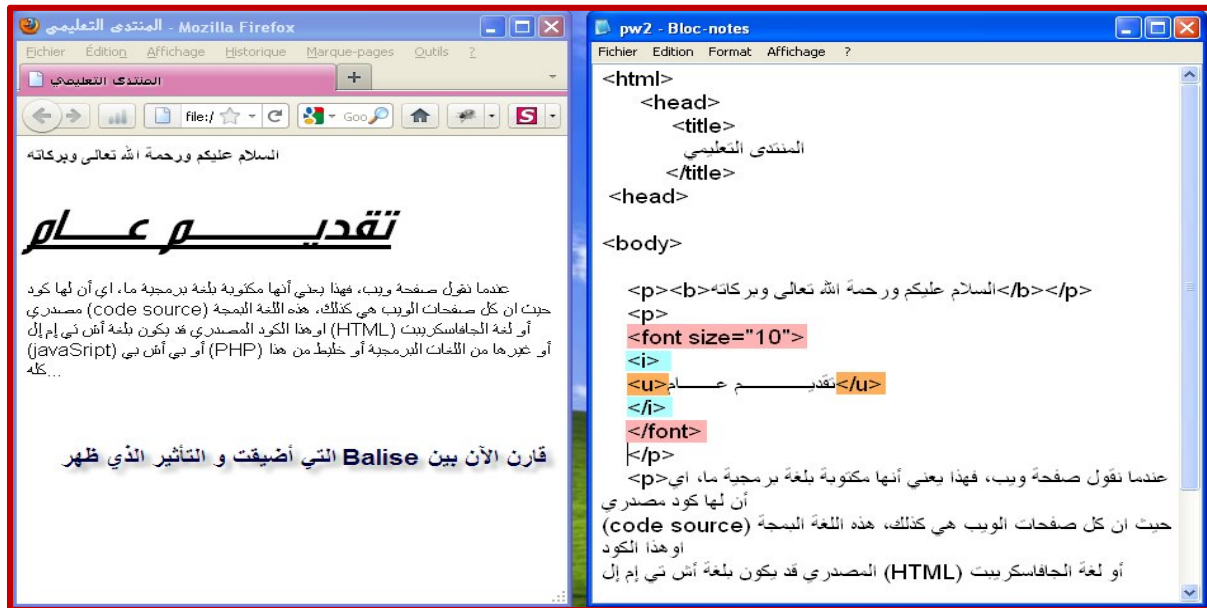 المنتدى التعليمي - Mozilla Firefox
Fichier Édition Affichage Historique Marque-pages Outils ?
المنتدى التعليمي
file:/ Goo S
السلام عليكم ورحمة الله تعالى وبركاته
تقديـــــــم عـــــام
عندما نقول صفحة ويب، فهذا يعني أنها مكتوبة بلغة برمجية ما، اي أن لها كود
حيث ان كل صفحات الويب هي كذلك، هذه اللغة البمجة (code source) مصدري
أو لغة الجافاسكريبت (HTML) اوهذا الكود المصدري قد يكون بلغة أش تي إم إل
أو غيرها من اللغات البرمجية أو خليط من هذا (PHP) أو بي أش بي (javaSript)
كله...
قارن الآن بين Balise التي أضيقت و التأثير الذي ظهر
pw2 - Bloc-notes
Fichier Edition Format Affichage ?
<html>
<head>
<title>
المنتدى التعليمي
</title>
<head>
<body>
<p><b>السلام عليكم ورحمة الله تعالى وبركاته</b></p>
<p>
<font size="10">
<i>
<u>تقديـــــــم عـــــام</u>
</i>
</font>
</p>
<p>عندما نقول صفحة ويب، فهذا يعني أنها مكتوبة بلغة برمجية ما، اي
أن لها كود مصدري
حيث ان كل صفحات الويب هي كذلك، هذه اللغة البمجة (code source)
اوهذا الكود
أو لغة الجافاسكريبت (HTML) المصدري قد يكون بلغة أش تي إم إل